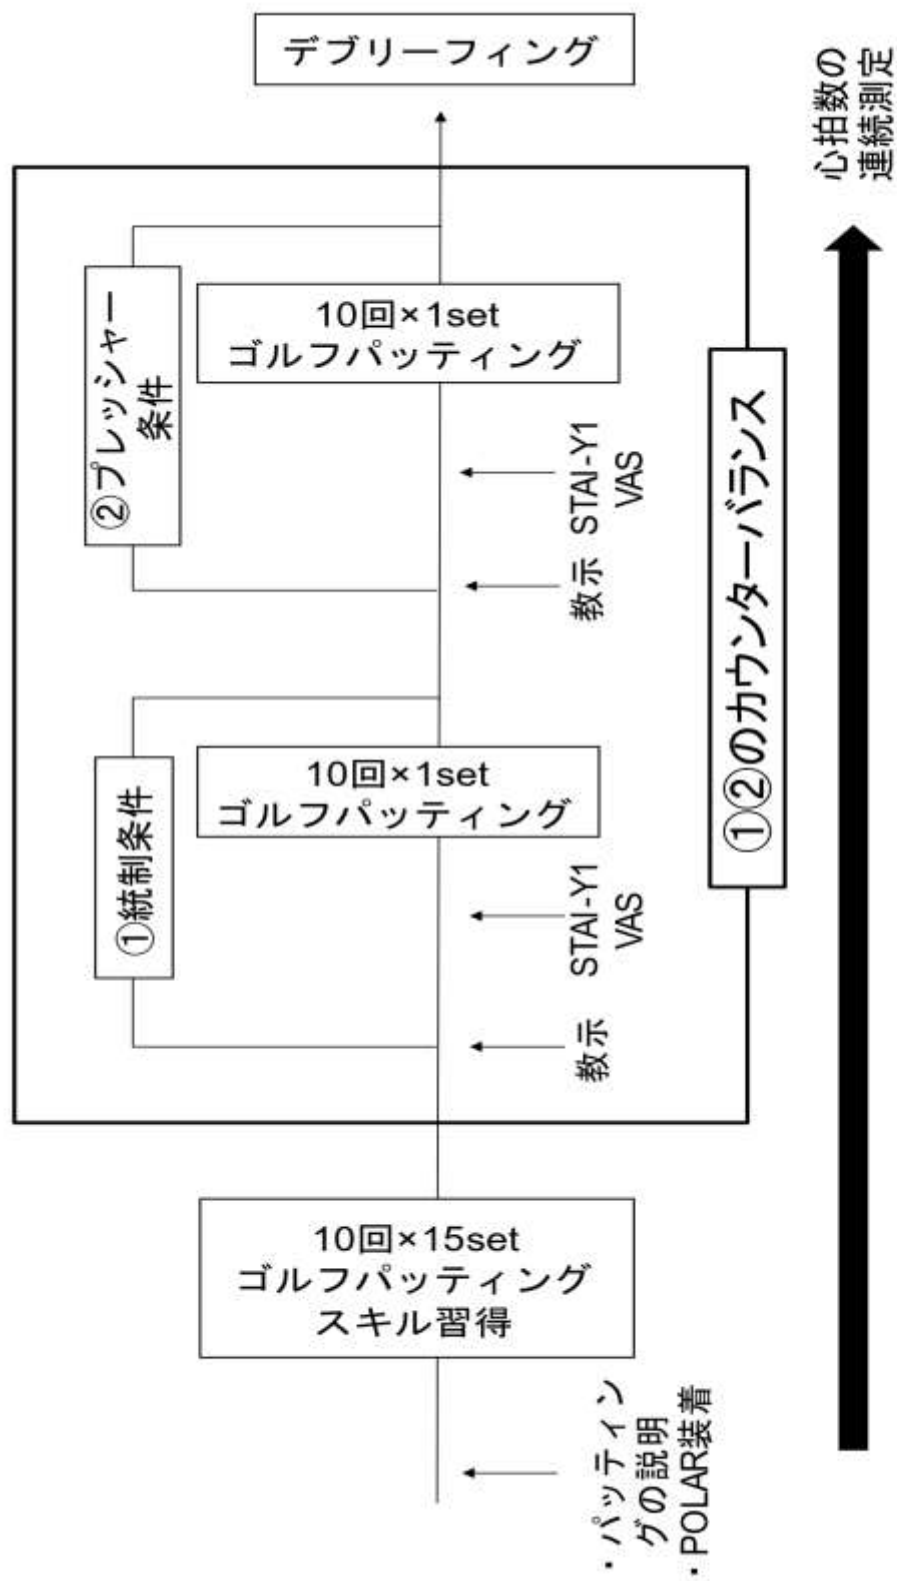 デブリーフィング
心拍数の
連続測定
②プレッシャー
条件
10回×1set
ゴルフパッティング
STAI-Y1
VAS
教示
①②のカウンターバランス
①統制条件
10回×1set
ゴルフパッティング
STAI-Y1
VAS
教示
10回×15set
ゴルフパッティング
スキル習得
・パッティン
グの説明
・POLAR装着